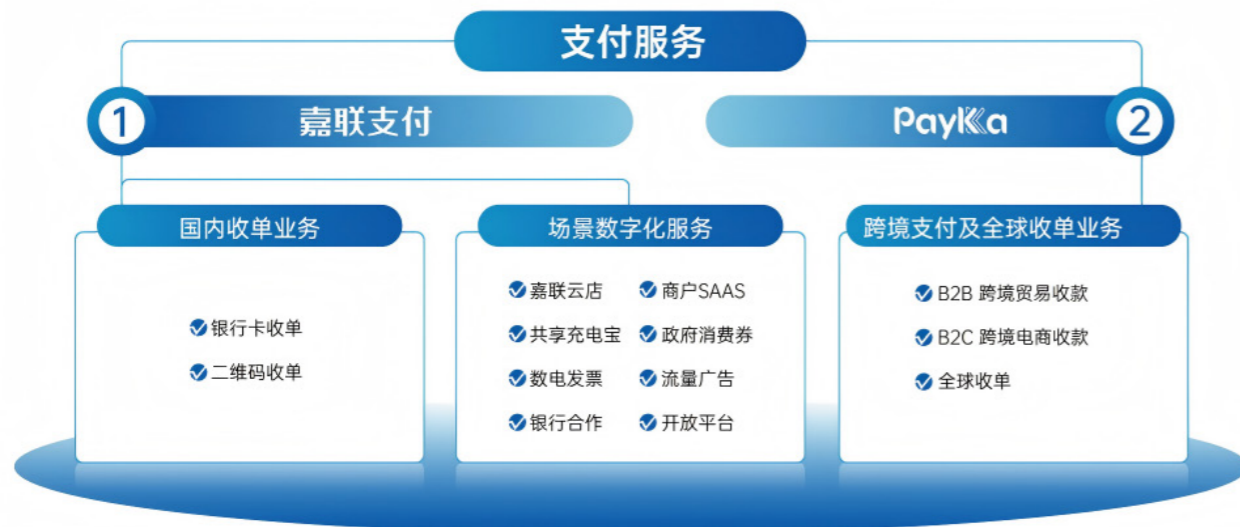 支付服务
1 嘉联支付
PayKKa 2
国内收单业务
银行卡收单
二维码收单
场景数字化服务
嘉联云店 商户SAAS
共享充电宝 政府消费券
数电发票 流量广告
银行合作 开放平台
跨境支付及全球收单业务
B2B 跨境贸易收款
B2C 跨境电商收款
全球收单